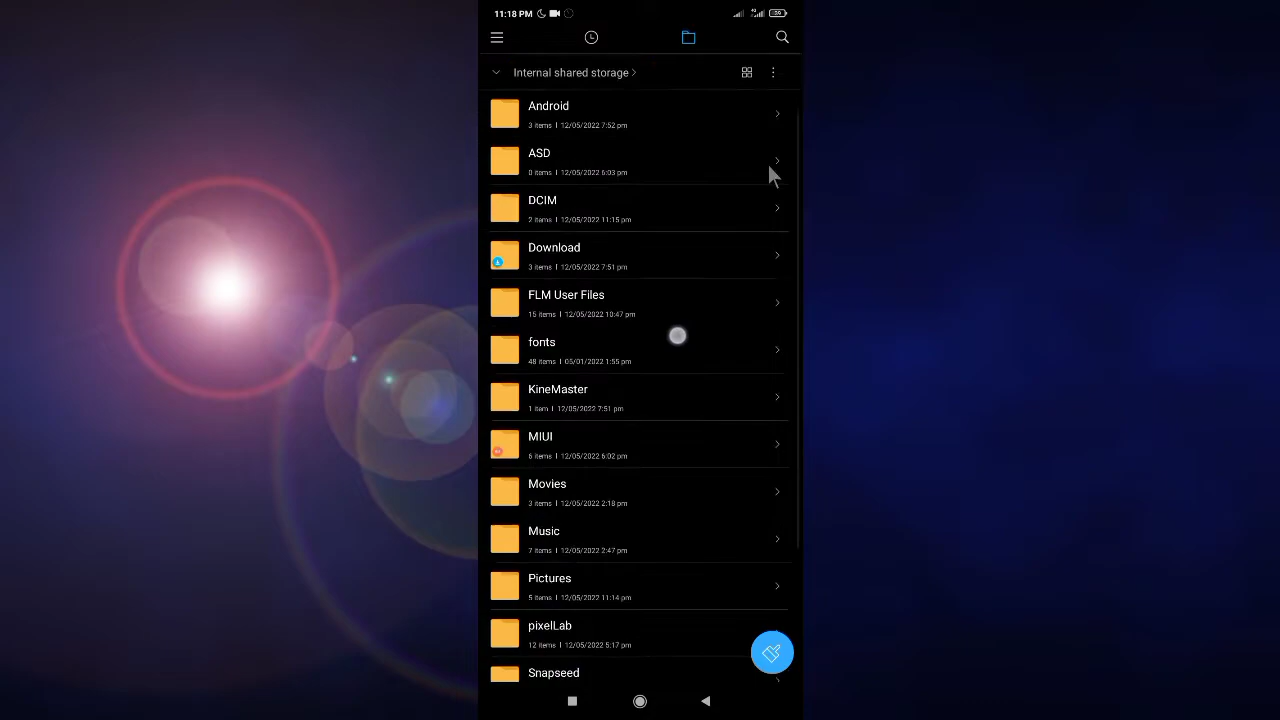 11:18 PM
39
Internal shared storage
Android
3 items | 12/05/2022 7:52 pm
ASD
0 items | 12/05/2022 6:03 pm
DCIM
2 items | 12/05/2022 11:15 pm
Download
3 items | 12/05/2022 7:51 pm
FLM User Files
15 items | 12/05/2022 10:47 pm
fonts
48 items | 05/01/2022 1:55 pm
KineMaster
1 item | 12/05/2022 7:51 pm
MIUI
6 items | 12/05/2022 6:02 pm
Movies
3 items | 12/05/2022 2:18 pm
Music
7 items | 12/05/2022 2:47 pm
Pictures
5 items | 12/05/2022 11:14 pm
pixelLab
12 items | 12/05/2022 5:17 pm
Snapseed